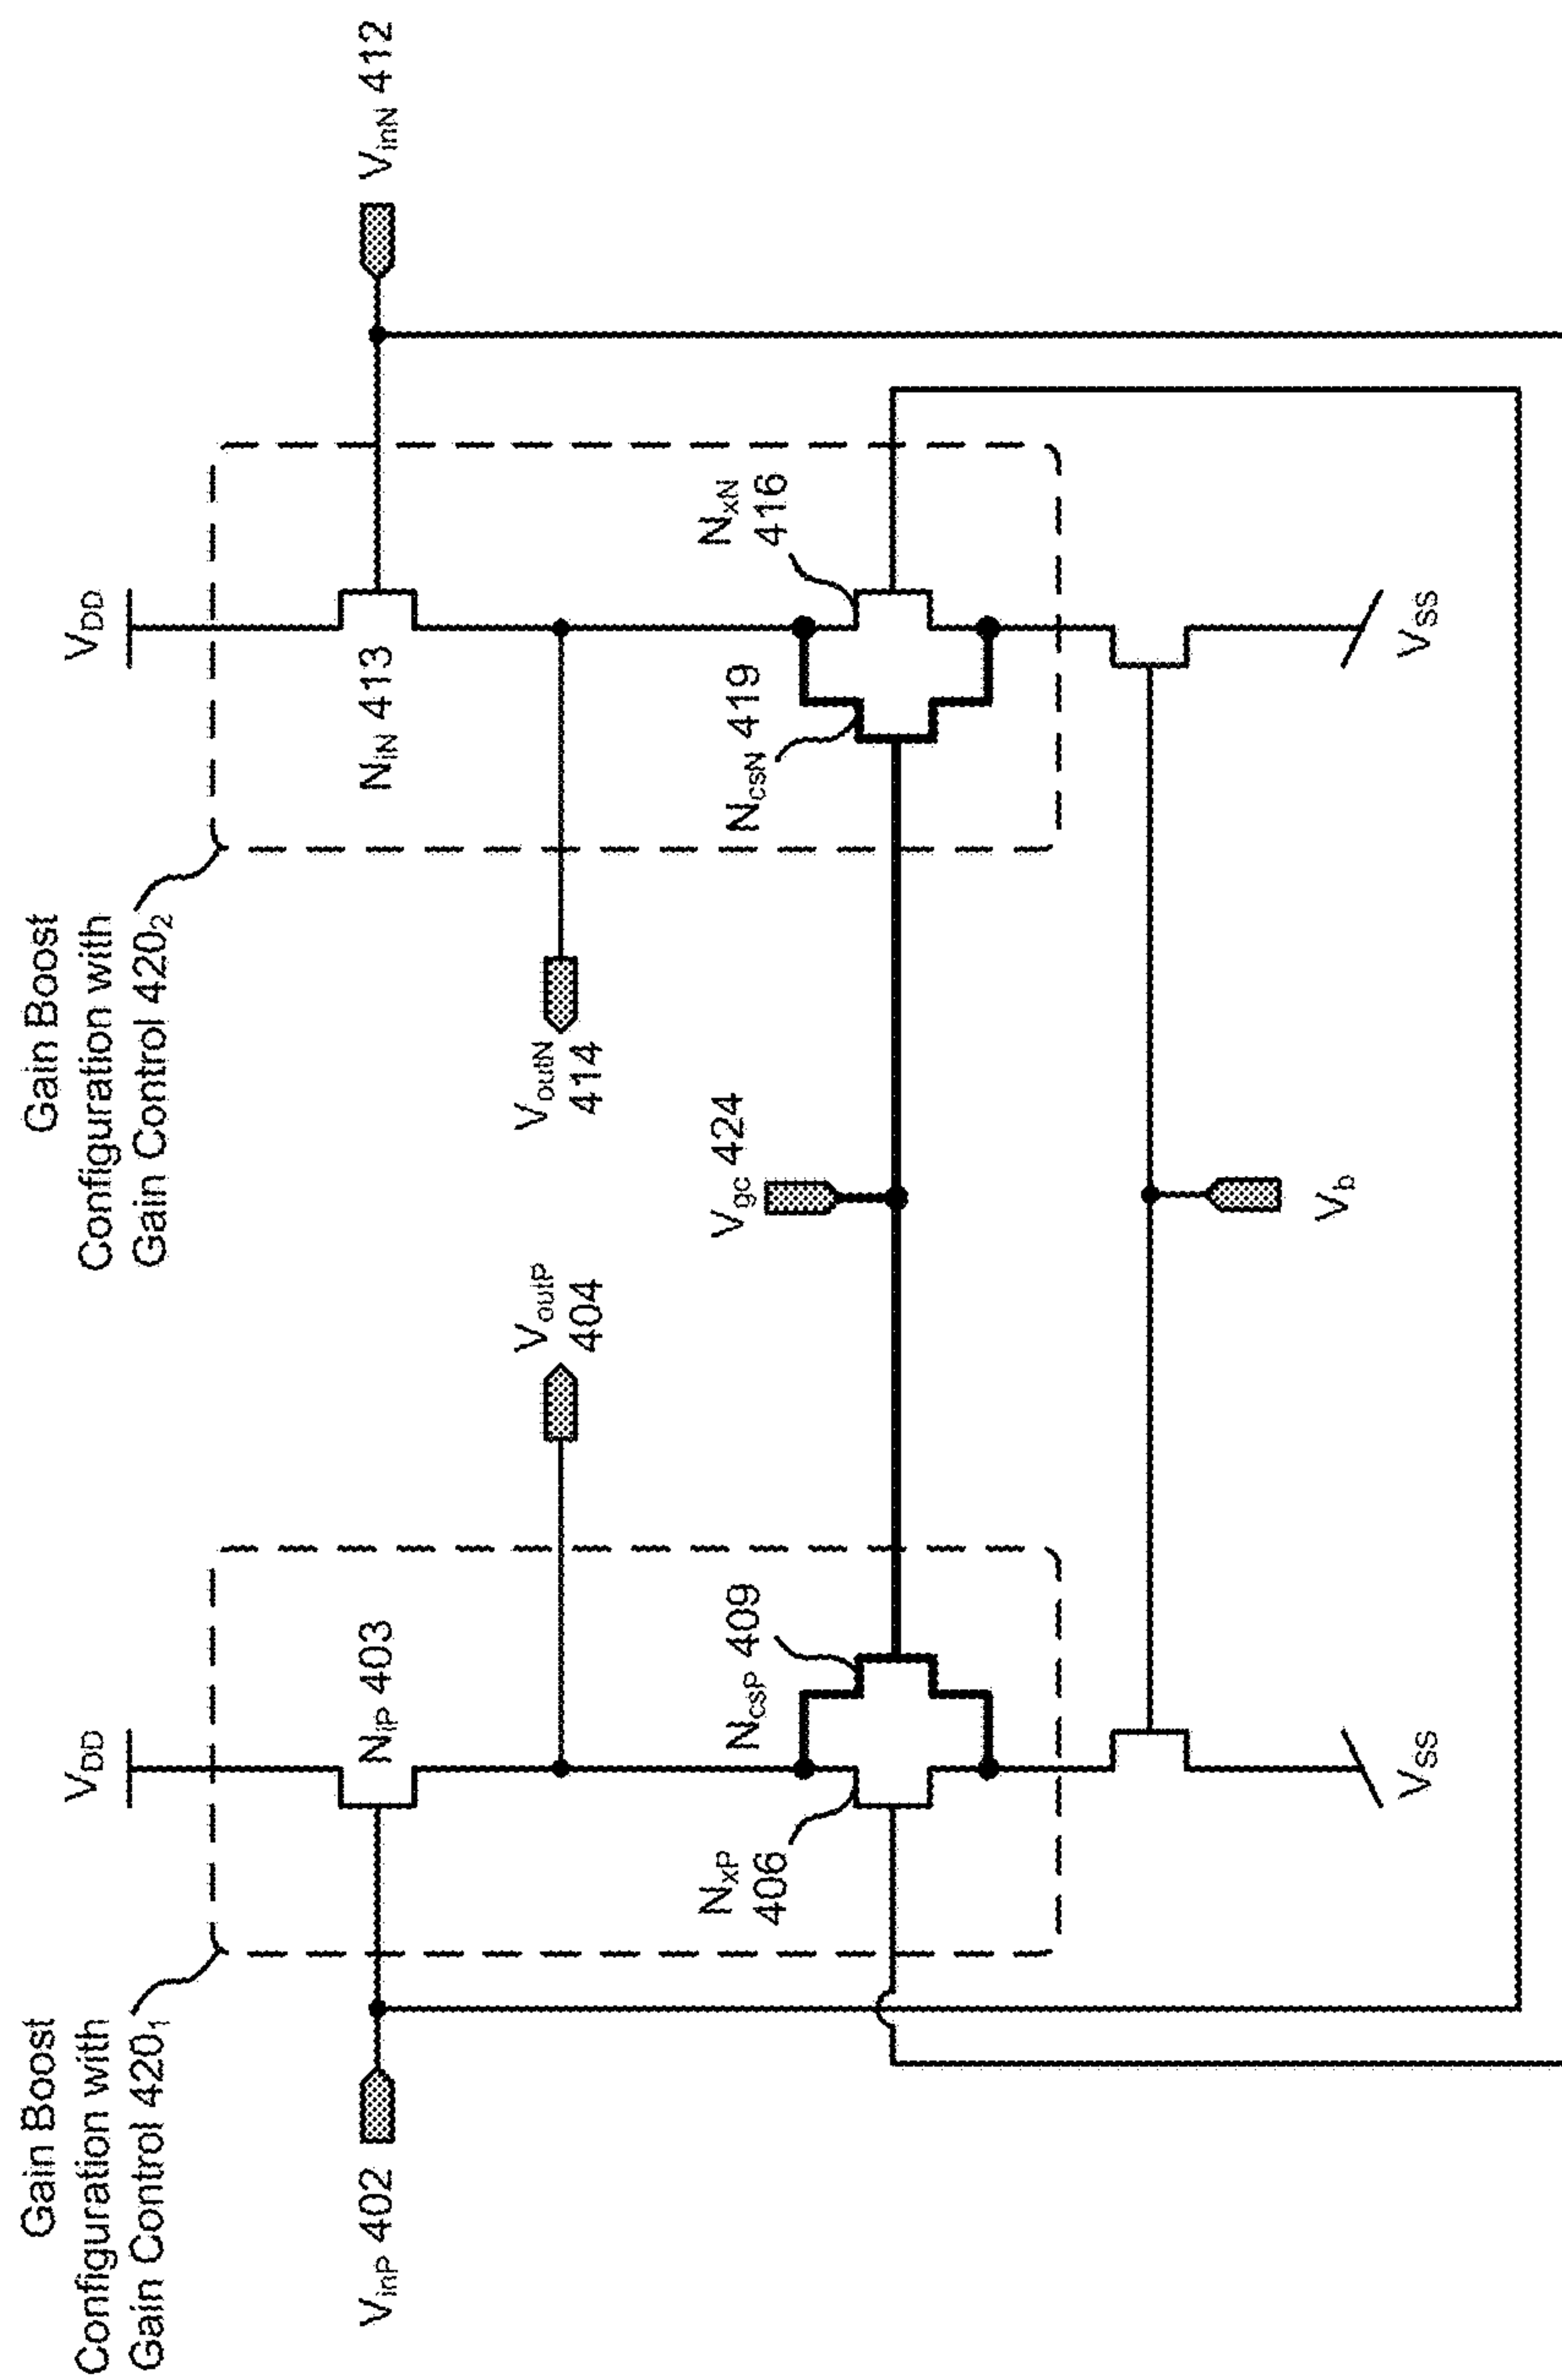 Gain Boost
Configuration with
Gain Control 420₁
Gain Boost
Configuration with
Gain Control 420₂
V_DD
V_DD
V_inP 402
N_iP 403
N_iN 413
V_inN 412
V_outP
404
V_outN
414
N_xP
406
N_csP 409
V_gc 424
N_csN 419
N_xN
416
V_b
V_SS
V_SS